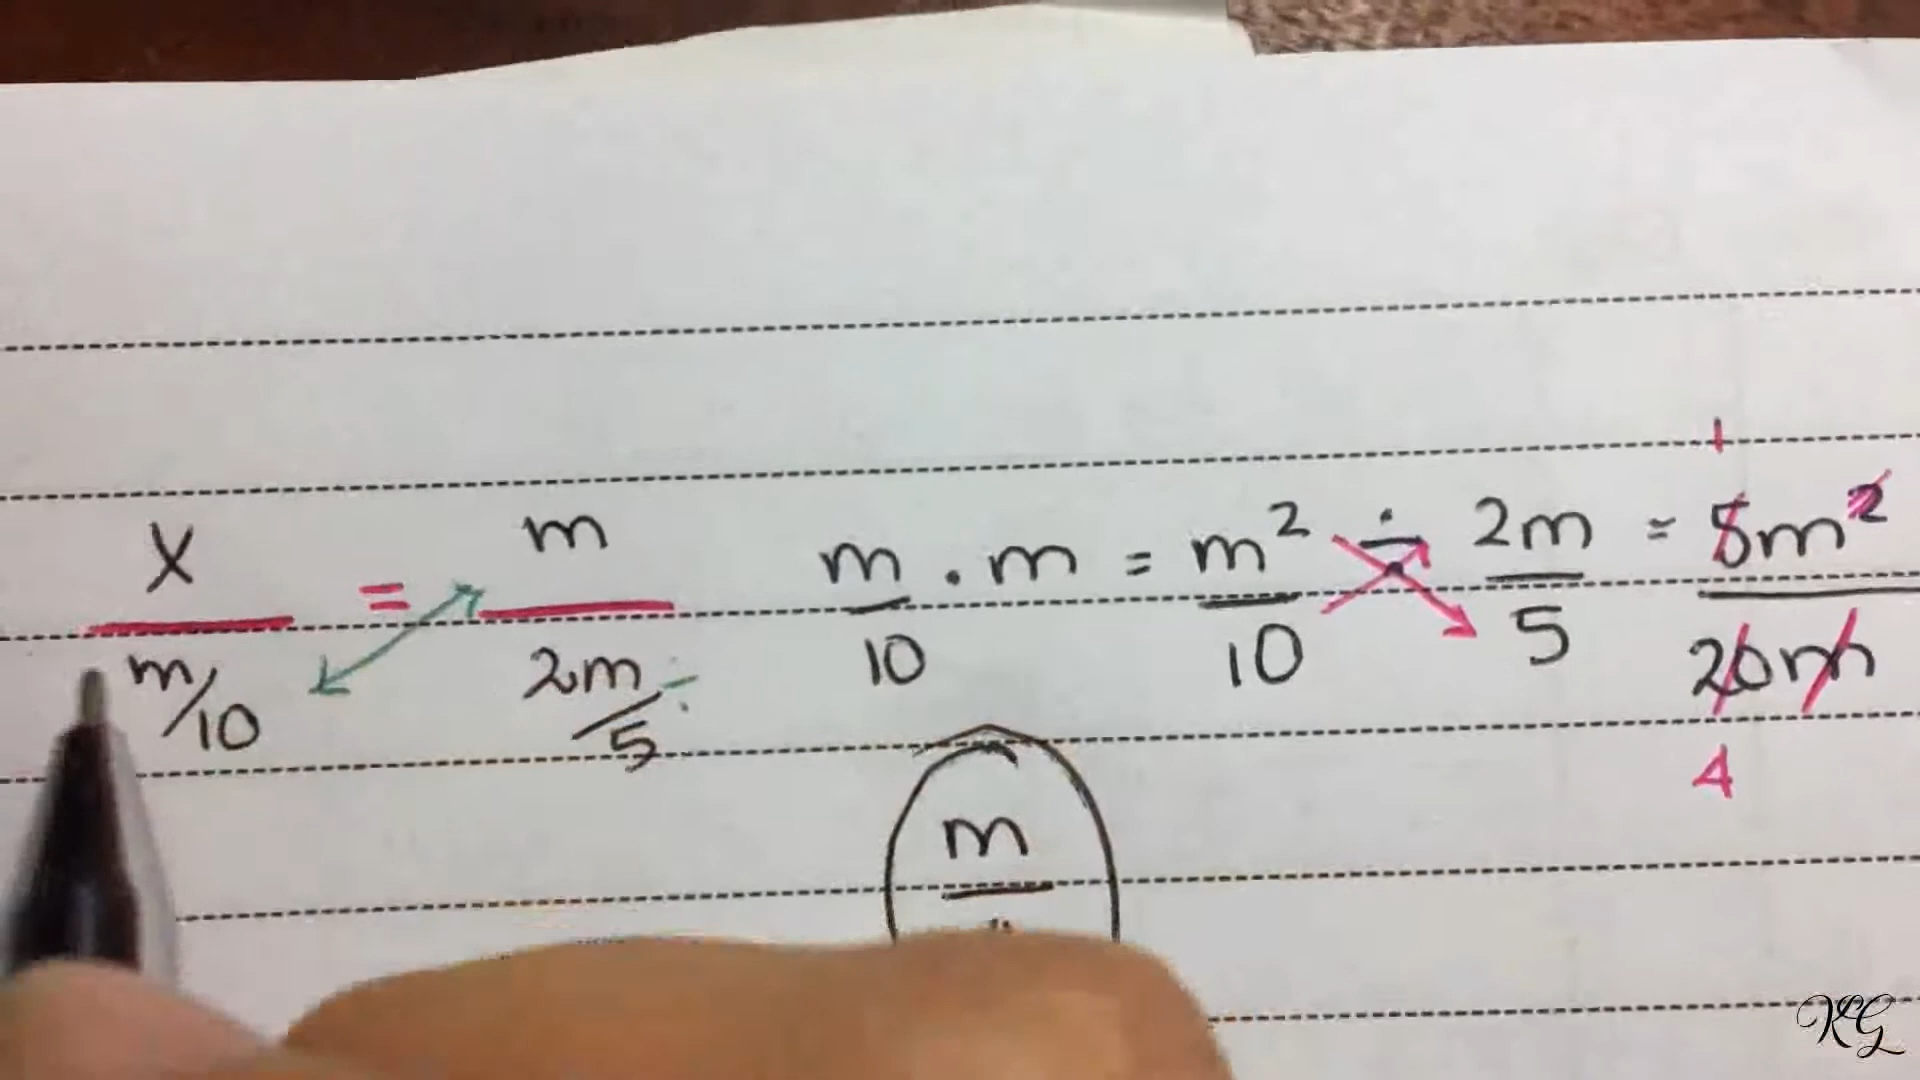 x/(m/10) = m/(2m/5) ÷
m/10 . m = m²/10 ÷ 2m/5 = 5m²/20m
1
4
m
KG